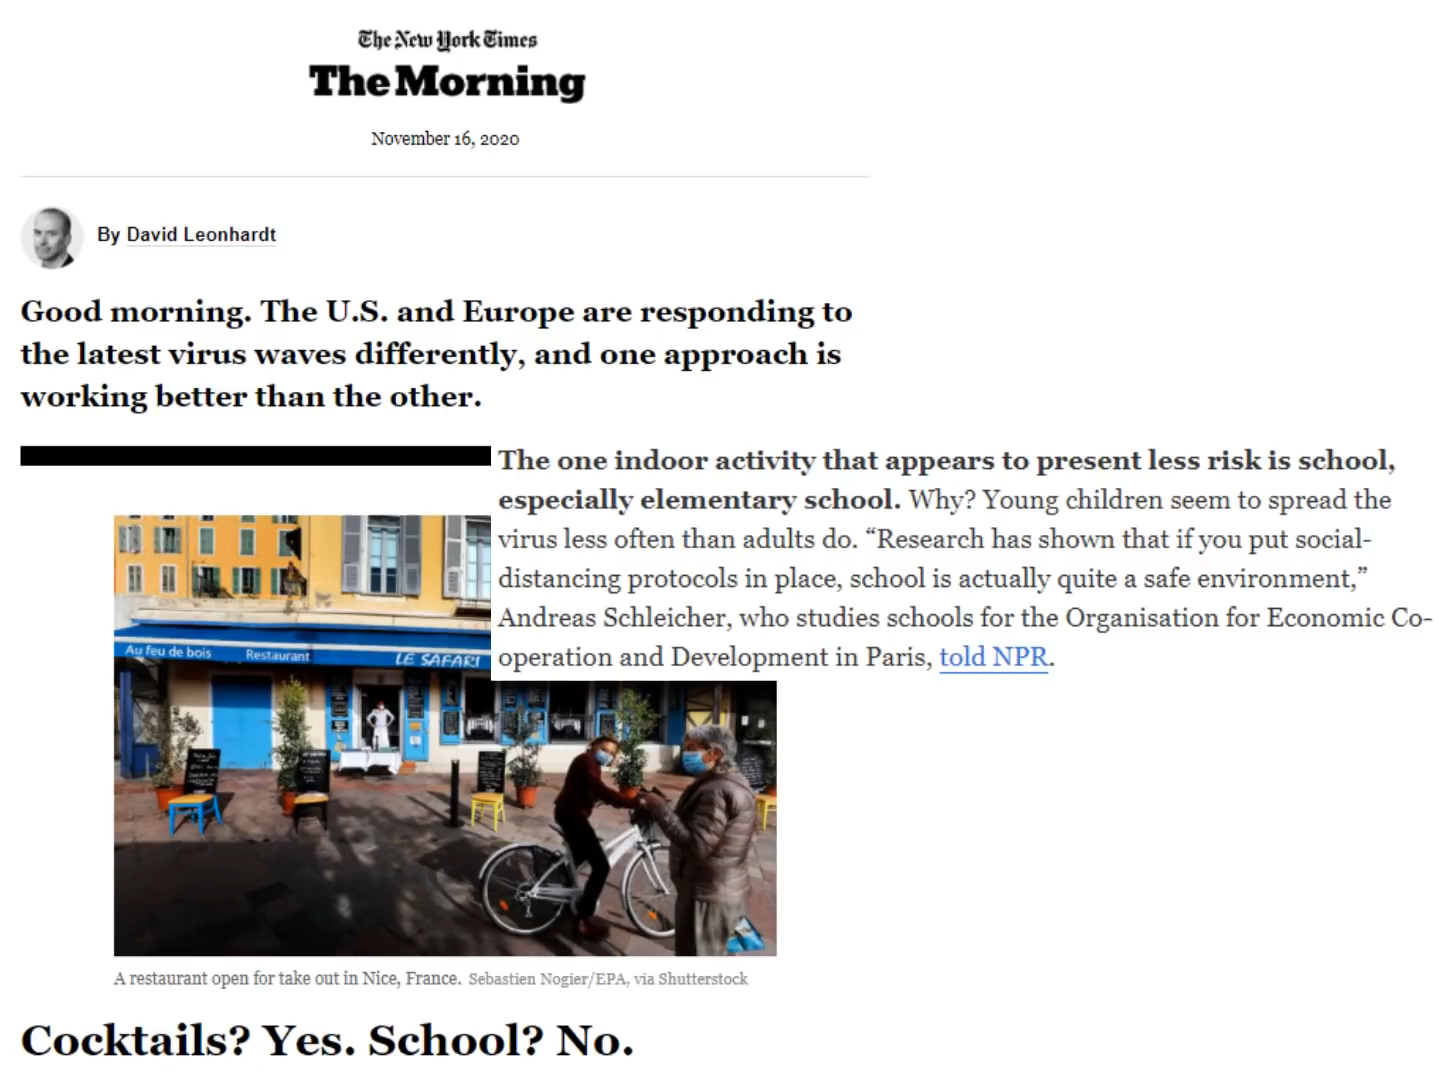 The New York Times
The Morning
November 16, 2020
By David Leonhardt
Good morning. The U.S. and Europe are responding to
the latest virus waves differently, and one approach is
working better than the other.
The one indoor activity that appears to present less risk is school,
especially elementary school. Why? Young children seem to spread the
virus less often than adults do. “Research has shown that if you put social-
distancing protocols in place, school is actually quite a safe environment,”
Andreas Schleicher, who studies schools for the Organisation for Economic Co-
operation and Development in Paris, told NPR.
Au feu de bois Restaurant LE SAFARI
A restaurant open for take out in Nice, France. Sebastien Nogier/EPA, via Shutterstock
Cocktails? Yes. School? No.